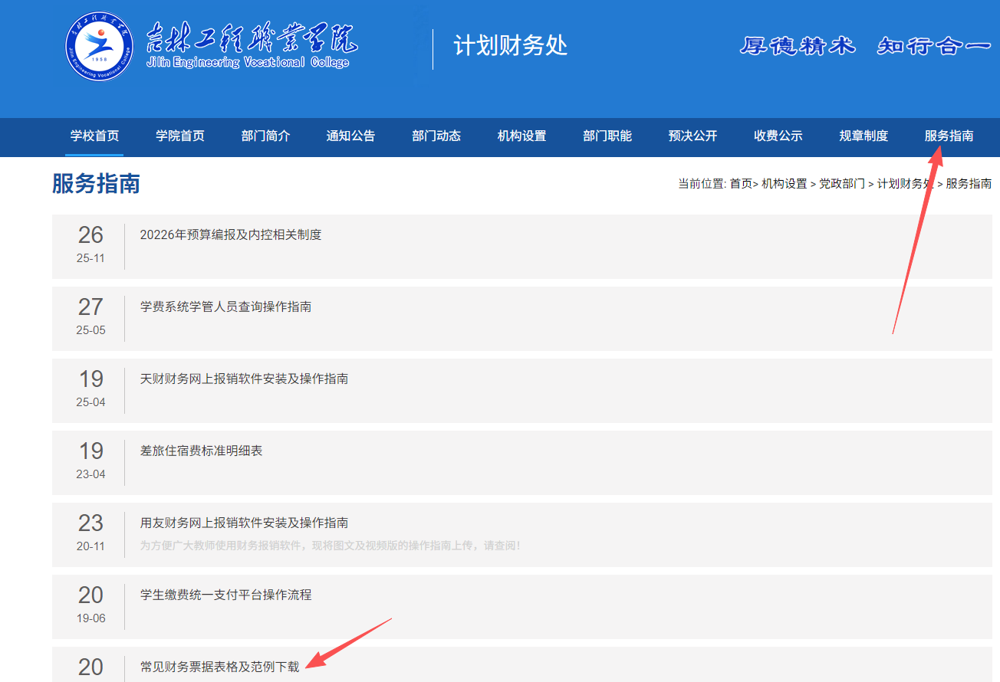 吉林工程职业学院
Jilin Engineering Vocational College
1958
计划财务处
厚德精术 知行合一
学校首页 学院首页 部门简介 通知公告 部门动态 机构设置 部门职能 预决公开 收费公示 规章制度 服务指南
服务指南
当前位置: 首页> 机构设置 > 党政部门 > 计划财务处 > 服务指南
26
25-11
20226年预算编报及内控相关制度
27
25-05
学费系统学管人员查询操作指南
19
25-04
天财财务网上报销软件安装及操作指南
19
23-04
差旅住宿费标准明细表
23
20-11
用友财务网上报销软件安装及操作指南
为方便广大教师使用财务报销软件，现将图文及视频版的操作指南上传，请查阅！
20
19-06
学生缴费统一支付平台操作流程
20
常见财务票据表格及范例下载